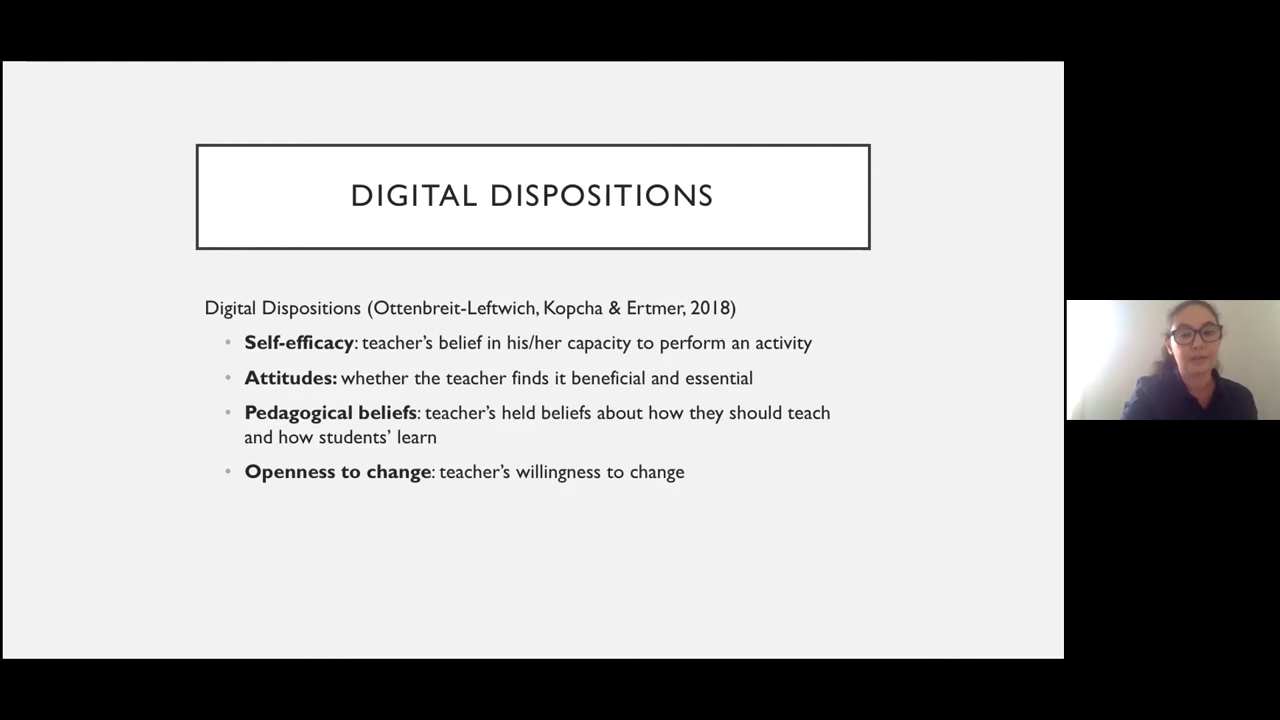 DIGITAL DISPOSITIONS
Digital Dispositions (Ottenbreit-Leftwich, Kopcha & Ertmer, 2018)
• Self-efficacy: teacher’s belief in his/her capacity to perform an activity
• Attitudes: whether the teacher finds it beneficial and essential
• Pedagogical beliefs: teacher’s held beliefs about how they should teach
and how students’ learn
• Openness to change: teacher’s willingness to change